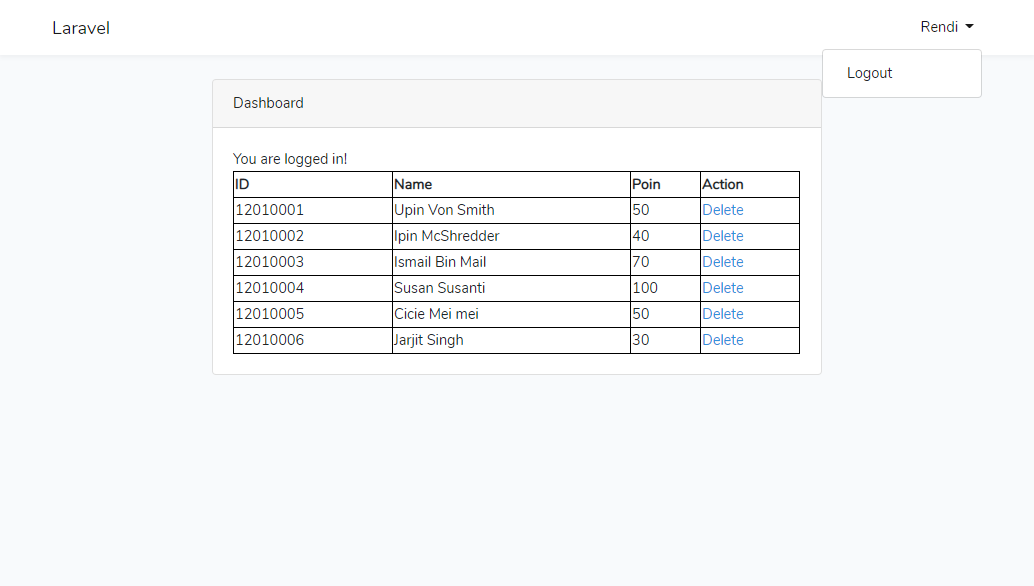 Laravel
Rendi
Logout
Dashboard
You are logged in!
ID Name Poin Action
12010001 Upin Von Smith 50 Delete
12010002 Ipin McShredder 40 Delete
12010003 Ismail Bin Mail 70 Delete
12010004 Susan Susanti 100 Delete
12010005 Cicie Mei mei 50 Delete
12010006 Jarjit Singh 30 Delete